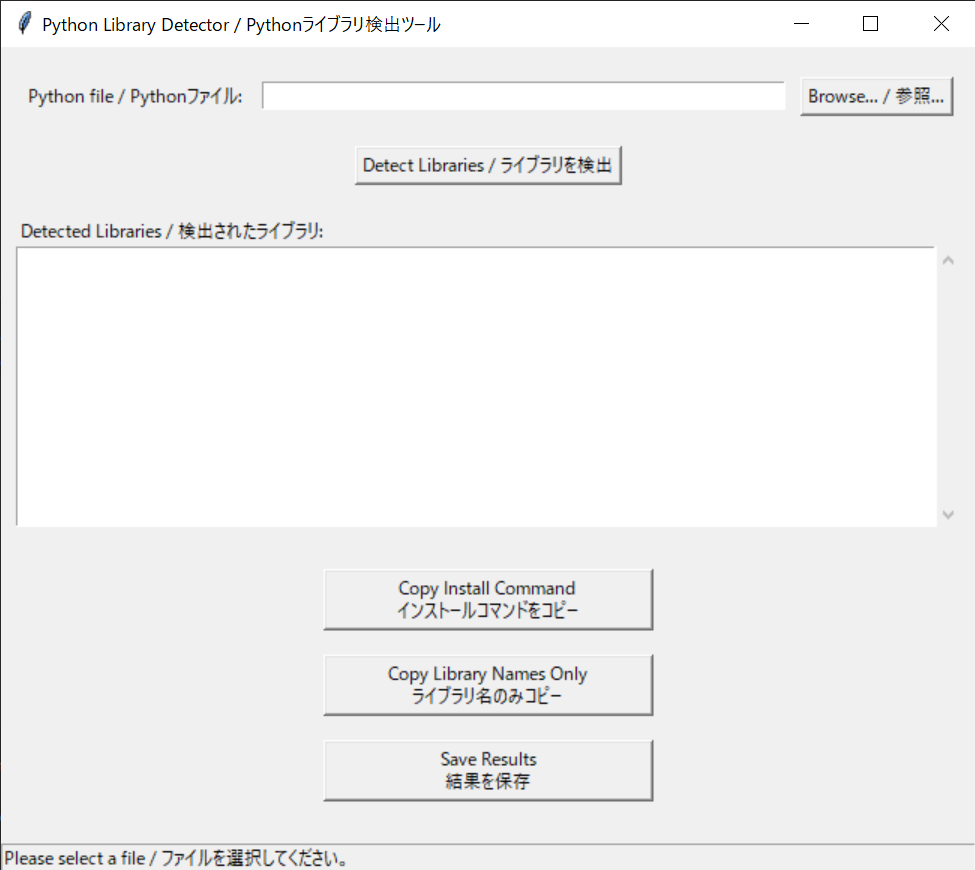 Python Library Detector / Pythonライブラリ検出ツール
Python file / Pythonファイル:
Browse... / 参照...
Detect Libraries / ライブラリを検出
Detected Libraries / 検出されたライブラリ:
Copy Install Command
インストールコマンドをコピー
Copy Library Names Only
ライブラリ名のみコピー
Save Results
結果を保存
Please select a file / ファイルを選択してください。